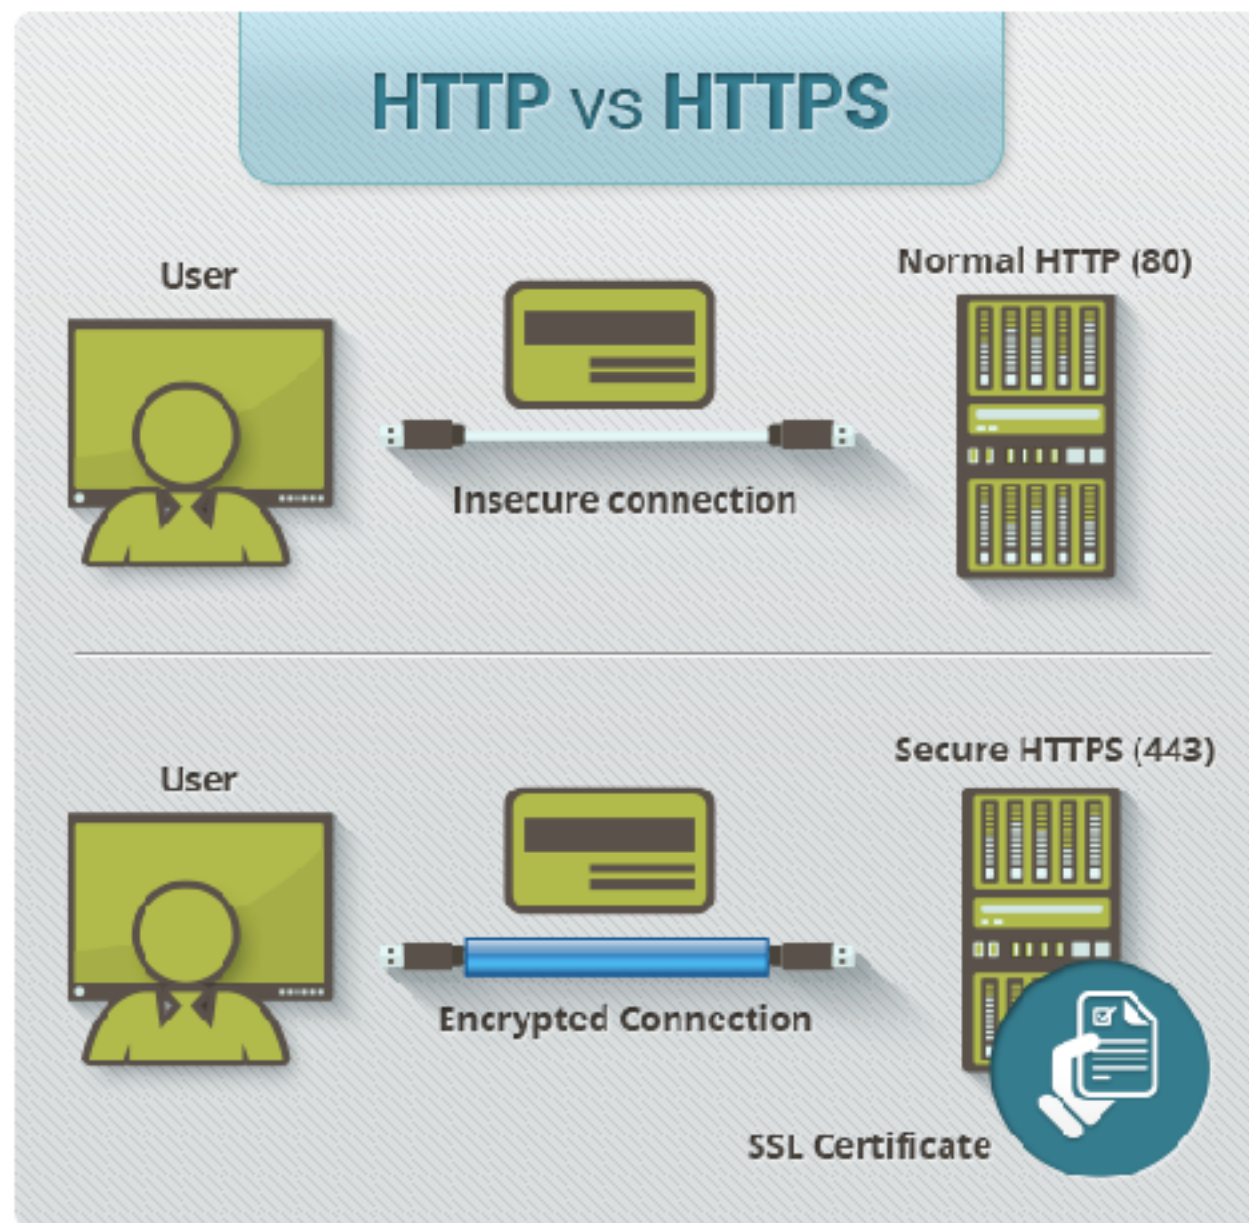 HTTP vs HTTPS
User
Normal HTTP (80)
Insecure connection
User
Secure HTTPS (443)
Encrypted Connection
SSL Certificate